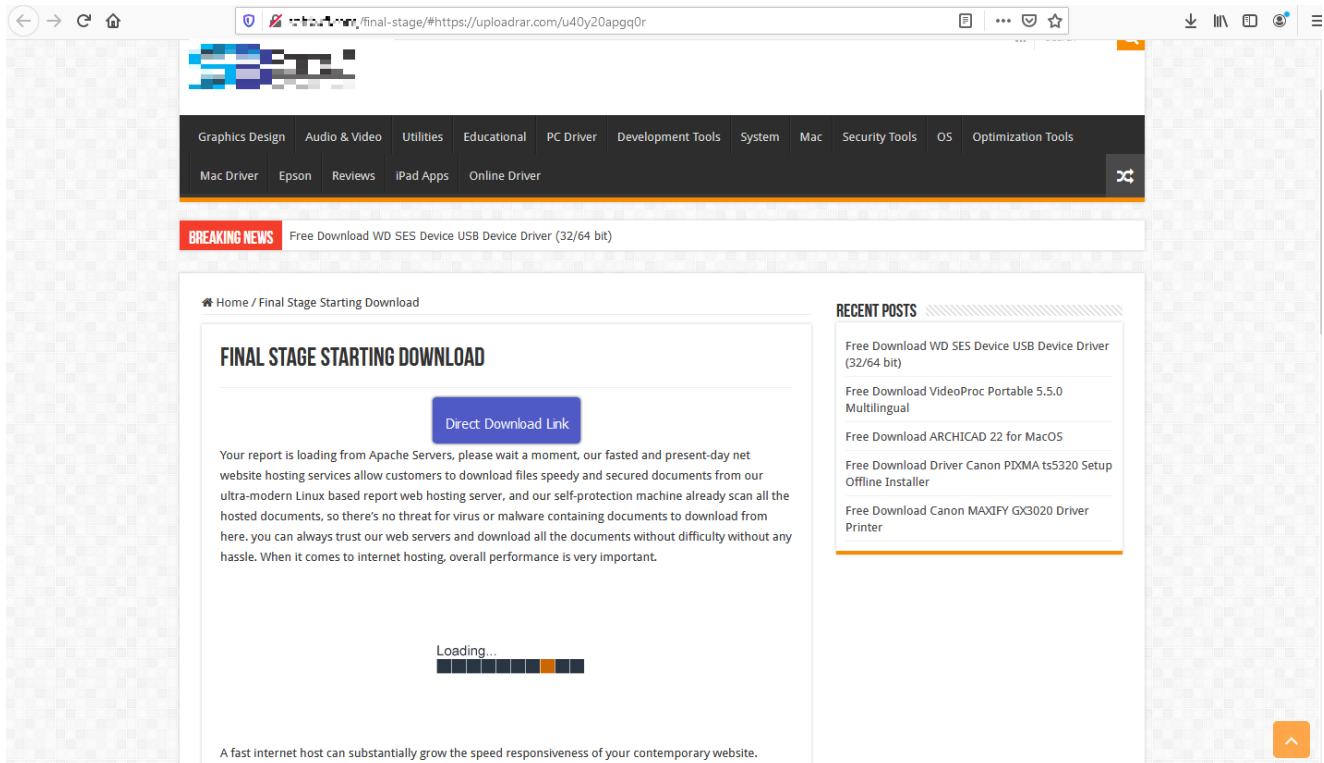 /final-stage/#https://uploadrar.com/u40y20apgq0r
Graphics Design Audio & Video Utilities Educational PC Driver Development Tools System Mac Security Tools OS Optimization Tools
Mac Driver Epson Reviews iPad Apps Online Driver
BREAKING NEWS Free Download WD SES Device USB Device Driver (32/64 bit)
Home / Final Stage Starting Download
FINAL STAGE STARTING DOWNLOAD
Direct Download Link
Your report is loading from Apache Servers, please wait a moment, our fasted and present-day net
website hosting services allow customers to download files speedy and secured documents from our
ultra-modern Linux based report web hosting server, and our self-protection machine already scan all the
hosted documents, so there's no threat for virus or malware containing documents to download from
here. you can always trust our web servers and download all the documents without difficulty without any
hassle. When it comes to internet hosting, overall performance is very important.
Loading...
A fast internet host can substantially grow the speed responsiveness of your contemporary website.
RECENT POSTS
Free Download WD SES Device USB Device Driver
(32/64 bit)
Free Download VideoProc Portable 5.5.0
Multilingual
Free Download ARCHICAD 22 for MacOS
Free Download Driver Canon PIXMA ts5320 Setup
Offline Installer
Free Download Canon MAXIFY GX3020 Driver
Printer